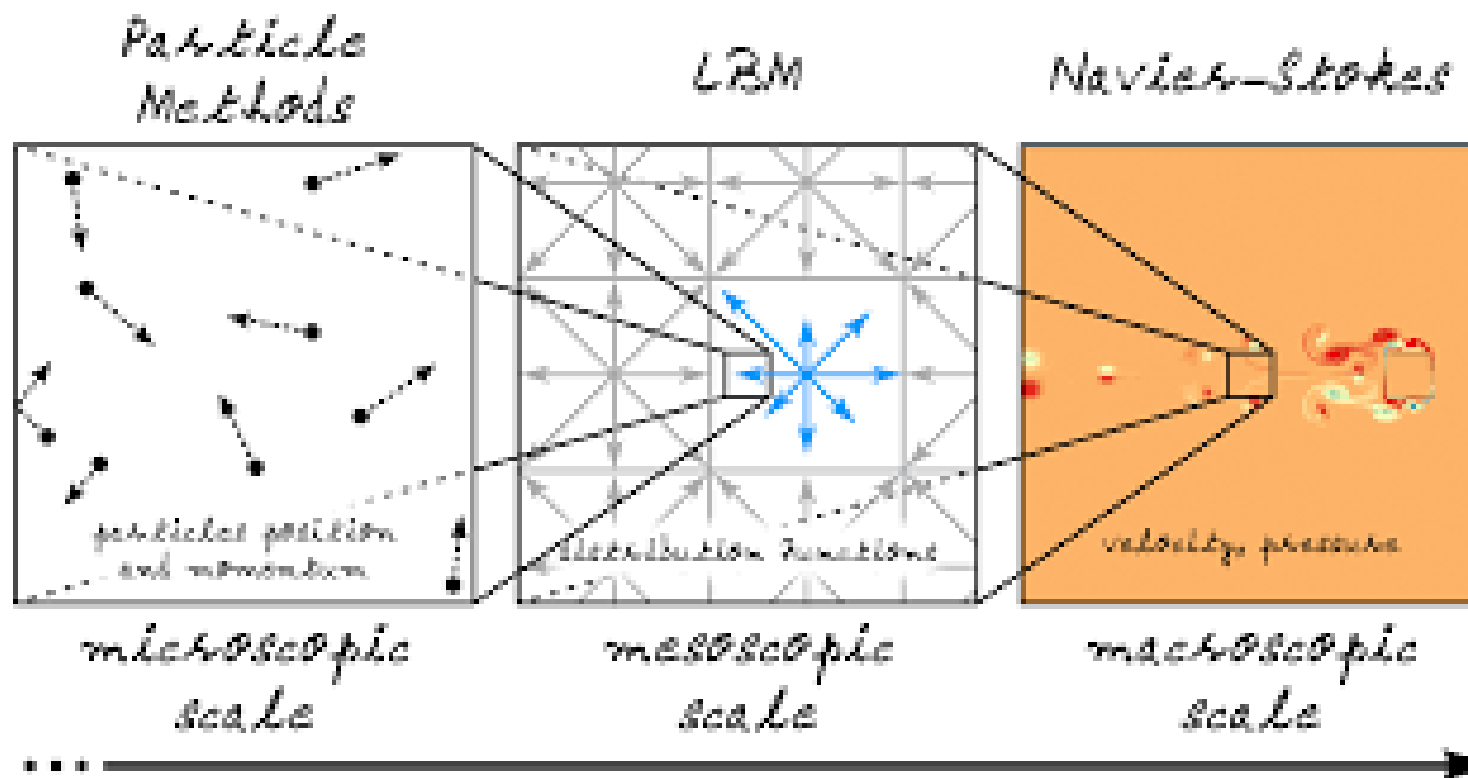 Particle
Methods
LBM
Navier-Stokes
particles position
and momentum
distribution functions
velocity, pressure
microscopic
scale
mesoscopic
scale
macroscopic
scale